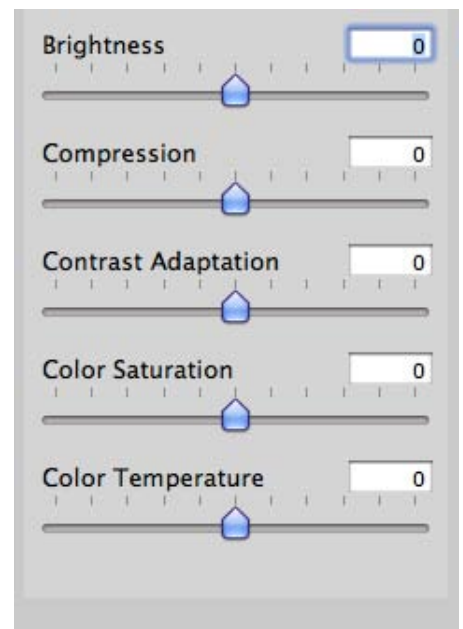 Brightness 0
Compression 0
Contrast Adaptation 0
Color Saturation 0
Color Temperature 0